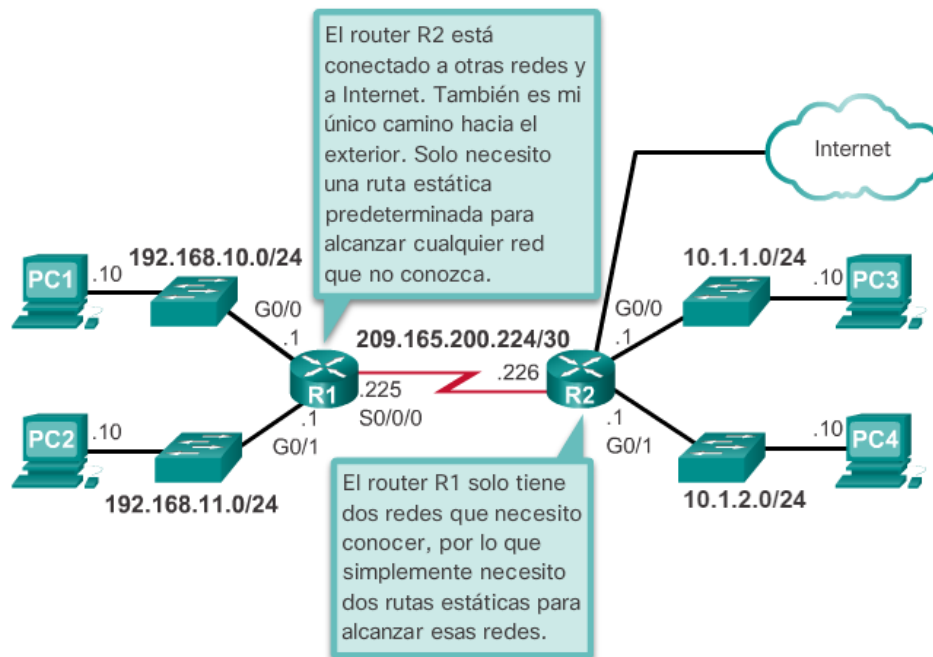 El router R2 está
conectado a otras redes y
a Internet. También es mi
único camino hacia el
exterior. Solo necesito
una ruta estática
predeterminada para
alcanzar cualquier red
que no conozca.
Internet
PC1
.10
192.168.10.0/24
G0/0
.1
10.1.1.0/24
.10
PC3
G0/0
.1
209.165.200.224/30
R1
.225
S0/0/0
.226
R2
PC2
.10
.1
G0/1
192.168.11.0/24
.1
G0/1
.10
PC4
10.1.2.0/24
El router R1 solo tiene
dos redes que necesito
conocer, por lo que
simplemente necesito
dos rutas estáticas para
alcanzar esas redes.